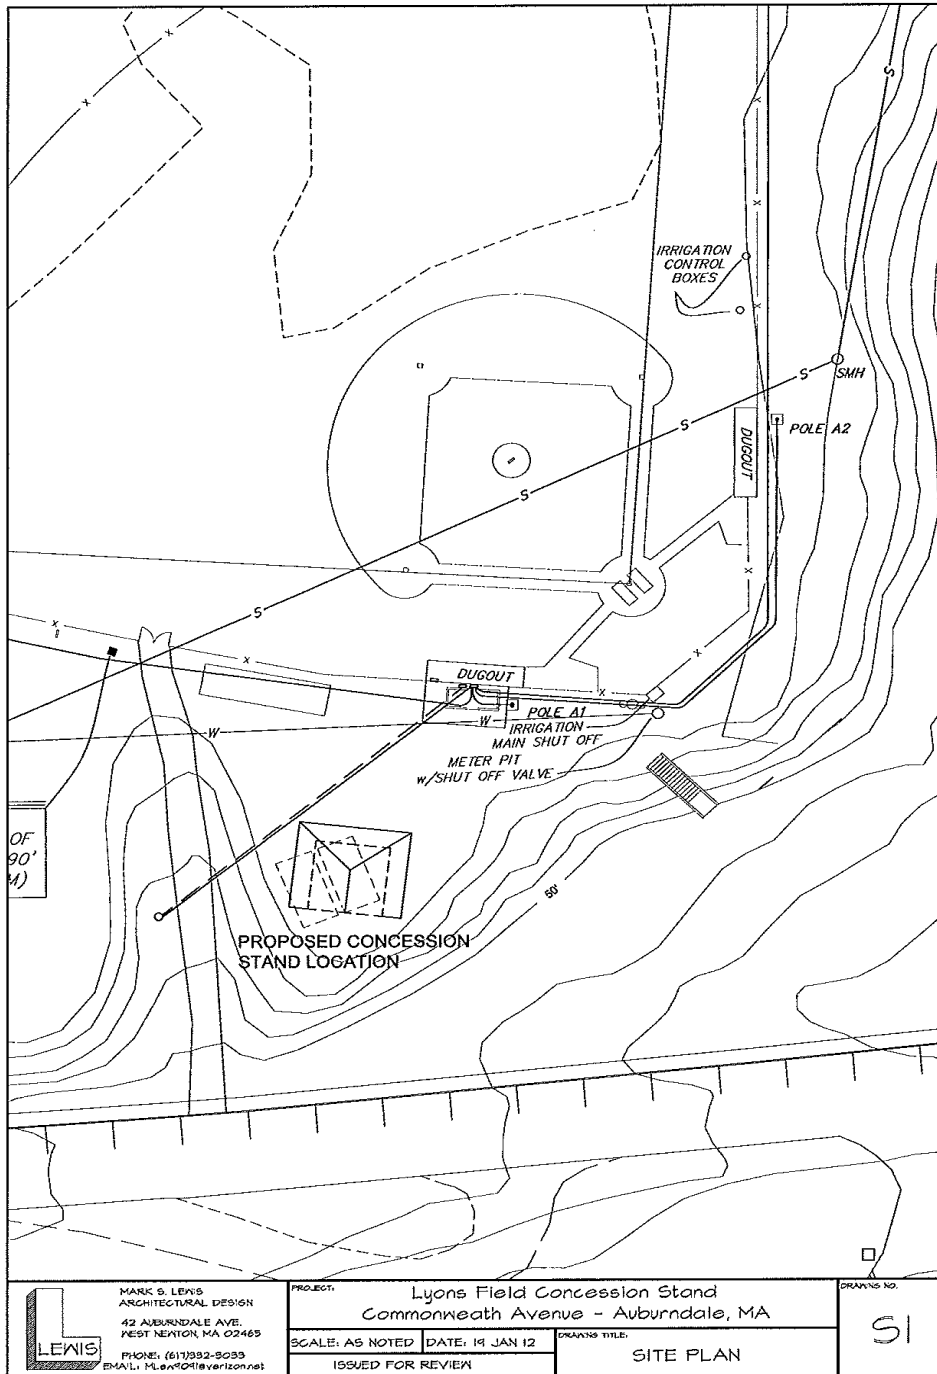 S
x
x
x
x
IRRIGATION
CONTROL
BOXES
x
S
SMH
S
POLE A2
DUGOUT
S
x
S
x
x
x
DUGOUT
x
W
W
POLE A1
IRRIGATION
MAIN SHUT OFF
METER PIT
w/SHUT OFF VALVE
OF
90'
M)
50'
PROPOSED CONCESSION
STAND LOCATION
LEWIS
MARK S. LEWIS
ARCHITECTURAL DESIGN
42 AUBURNDALE AVE.
WEST NEWTON, MA 02465
PHONE:
EMAIL:
PROJECT:
Lyons Field Concession Stand
Commonweath Avenue - Auburndale, MA
SCALE: AS NOTED
DATE: 19 JAN 12
ISSUED FOR REVIEW
DRAWING TITLE:
SITE PLAN
DRAWING NO.
S1